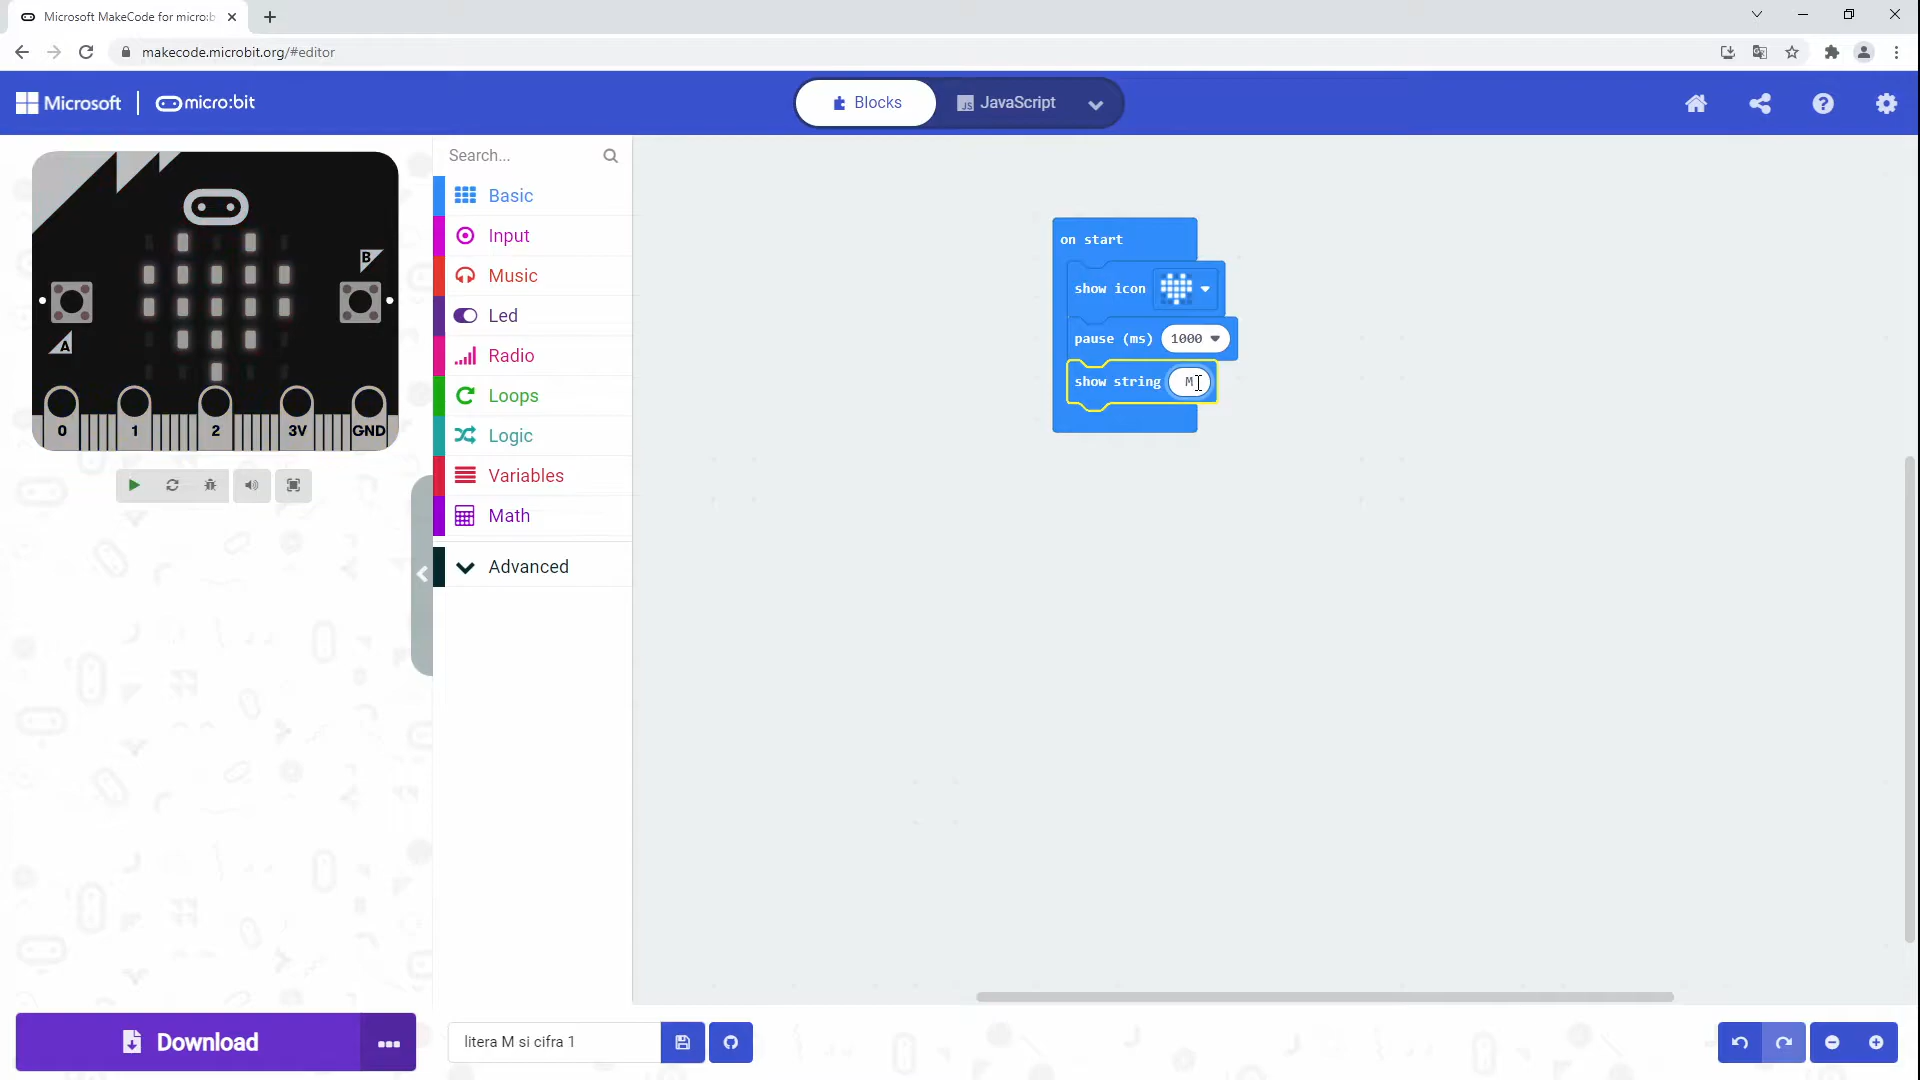 Microsoft MakeCode for micro:b
makecode.microbit.org/#editor
Microsoft
micro:bit
Blocks
JS JavaScript
A
B
0 1 2 3V GND
Search...
Basic
Input
Music
Led
Radio
Loops
Logic
Variables
Math
Advanced
on start
show icon
pause (ms) 1000
show string M
Download
litera M si cifra 1